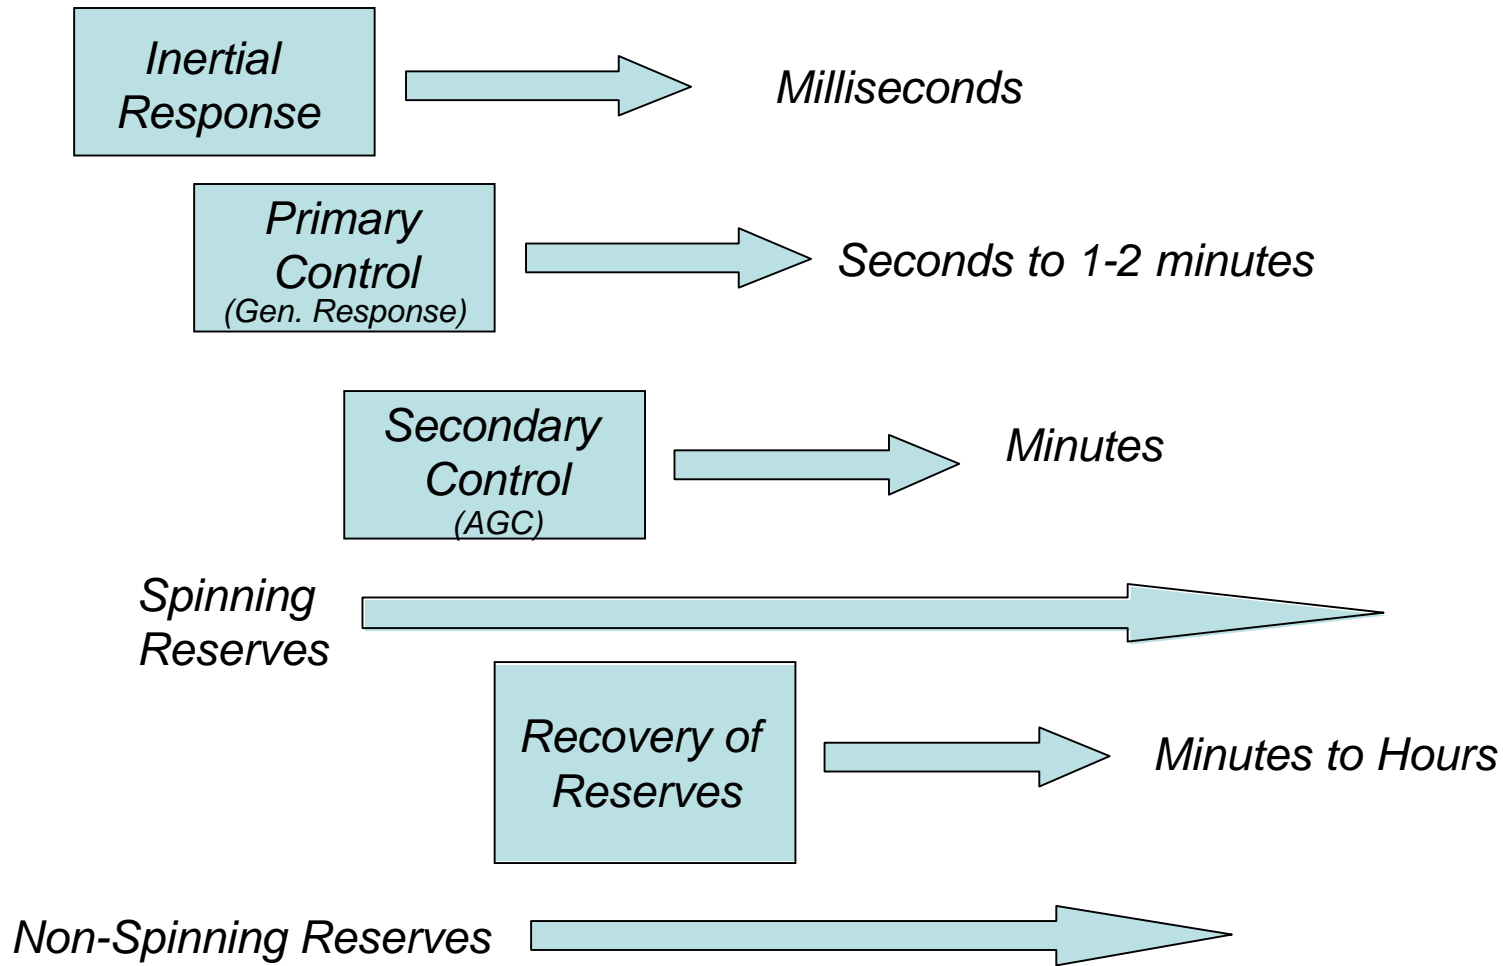 Inertial
Response
Milliseconds
Primary
Control
(Gen. Response)
Seconds to 1-2 minutes
Secondary
Control
(AGC)
Minutes
Spinning
Reserves
Recovery of
Reserves
Minutes to Hours
Non-Spinning Reserves